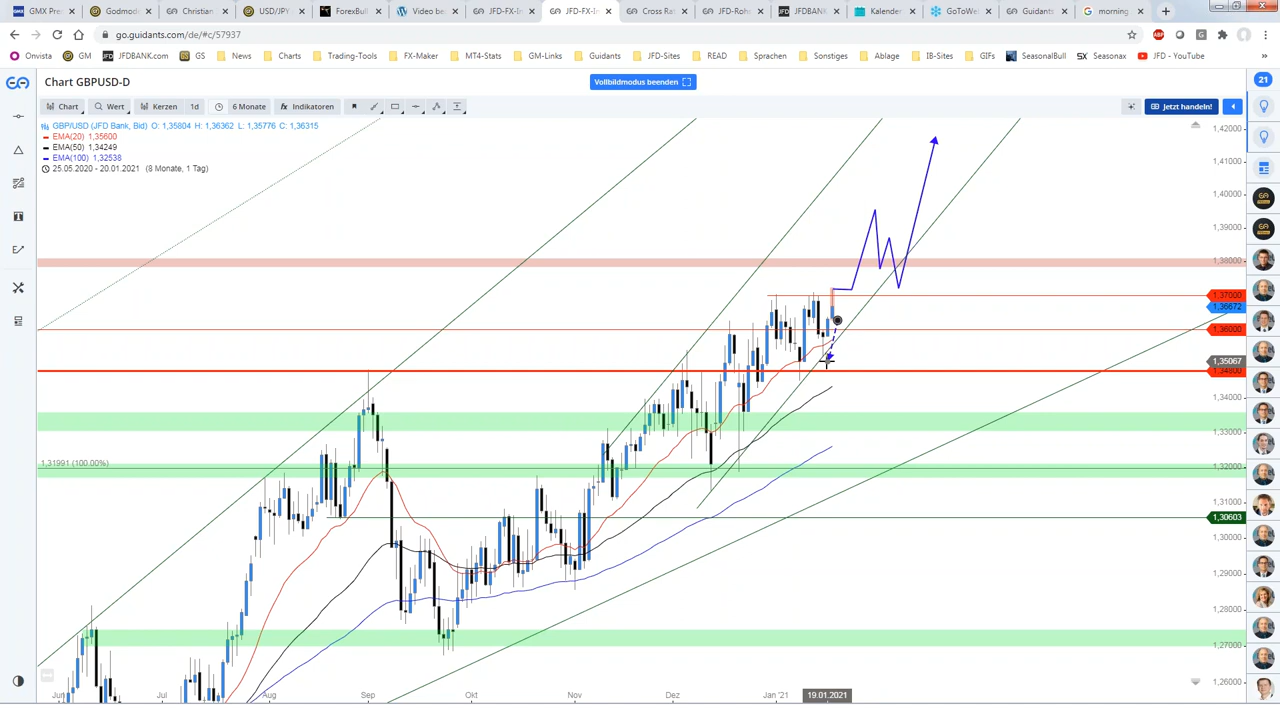 GMX Pre
Godmod
Christian
USD/JPY
ForexBull
Video be
JFD-FX-I
JFD-FX-In
Cross Ra
JFD-Roh
JFDBANK
Kalender
GoToWe
Guidants
morning
go.guidants.com/de/#c/57937
Onvista
GM
JFDBANK.com
GS
News
Charts
Trading-Tools
FX-Maker
MT4-Stats
GM-Links
Guidants
JFD-Sites
READ
Sprachen
Sonstiges
Ablage
IB-Sites
GIFs
SeasonalBull
Seasonax
JFD - YouTube
»
Chart GBPUSD-D
Vollbildmodus beenden
21
Chart
Wert
Kerzen
1d
6 Monate
fx Indikatoren
Jetzt handeln!
GBP/USD (JFD Bank, Bid) O: 1,35804 H: 1,36362 L: 1,35776 C: 1,36315
EMA(20) 1,35600
EMA(50) 1,34249
EMA(100) 1,32538
25.05.2020 - 20.01.2021 (8 Monate, 1 Tag)
1,42000
1,41000
1,40000
1,39000
1,38000
1,37000
1,36672
1,36000
1,35067
1,34800
1,34000
1,33000
1,31991 (100.00%)
1,32000
1,31000
1,30603
1,30000
1,29000
1,28000
1,27000
1,26000
Jun
Jul
Aug
Sep
Okt
Nov
Dez
Jan '21
19.01.2021